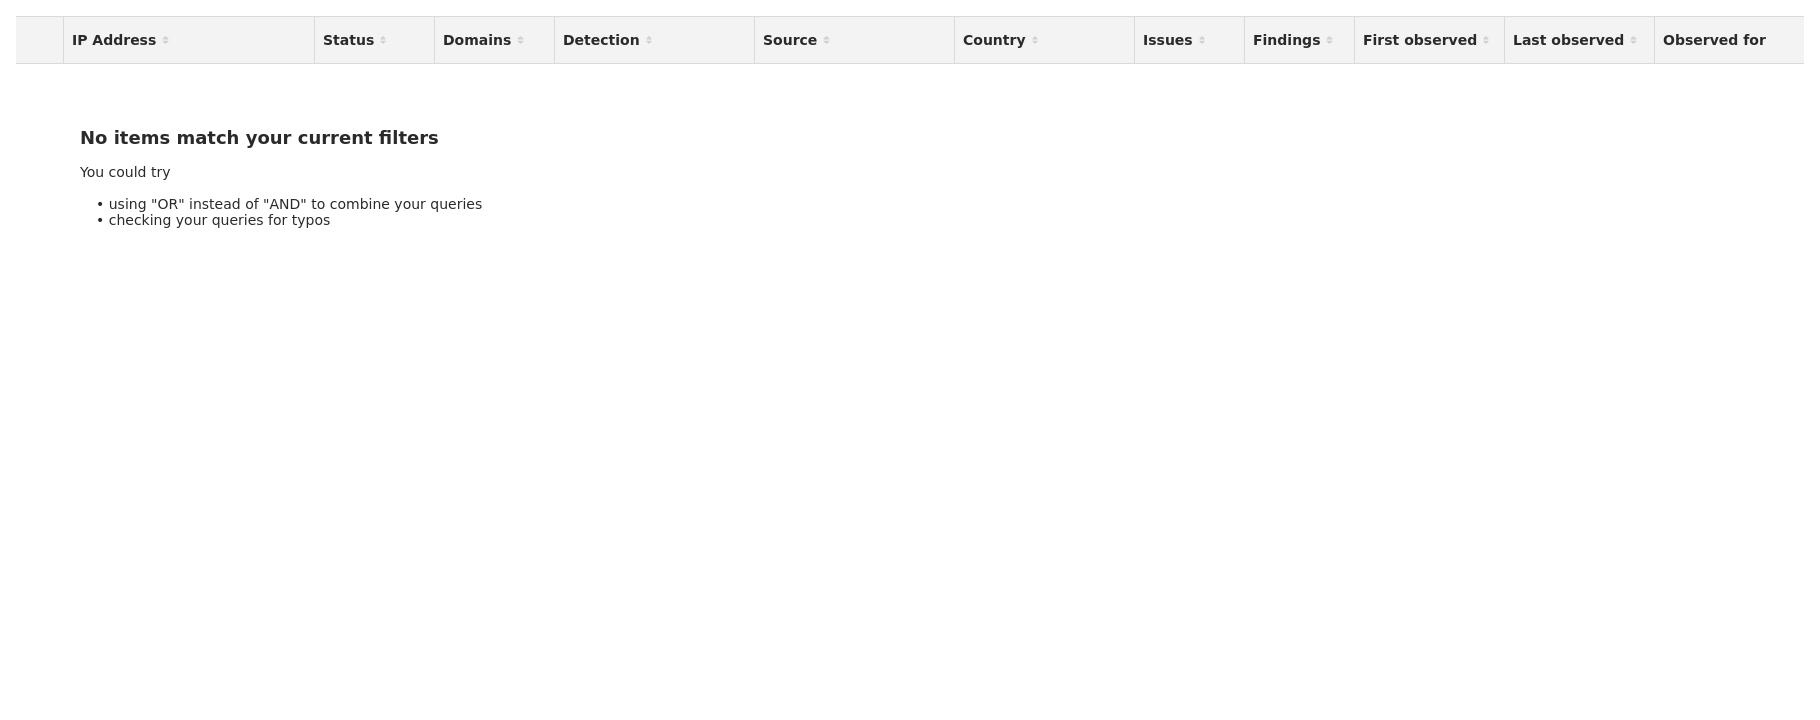 IP Address Status Domains Detection Source Country Issues Findings First observed Last observed Observed for
No items match your current filters
You could try
• using "OR" instead of "AND" to combine your queries
• checking your queries for typos